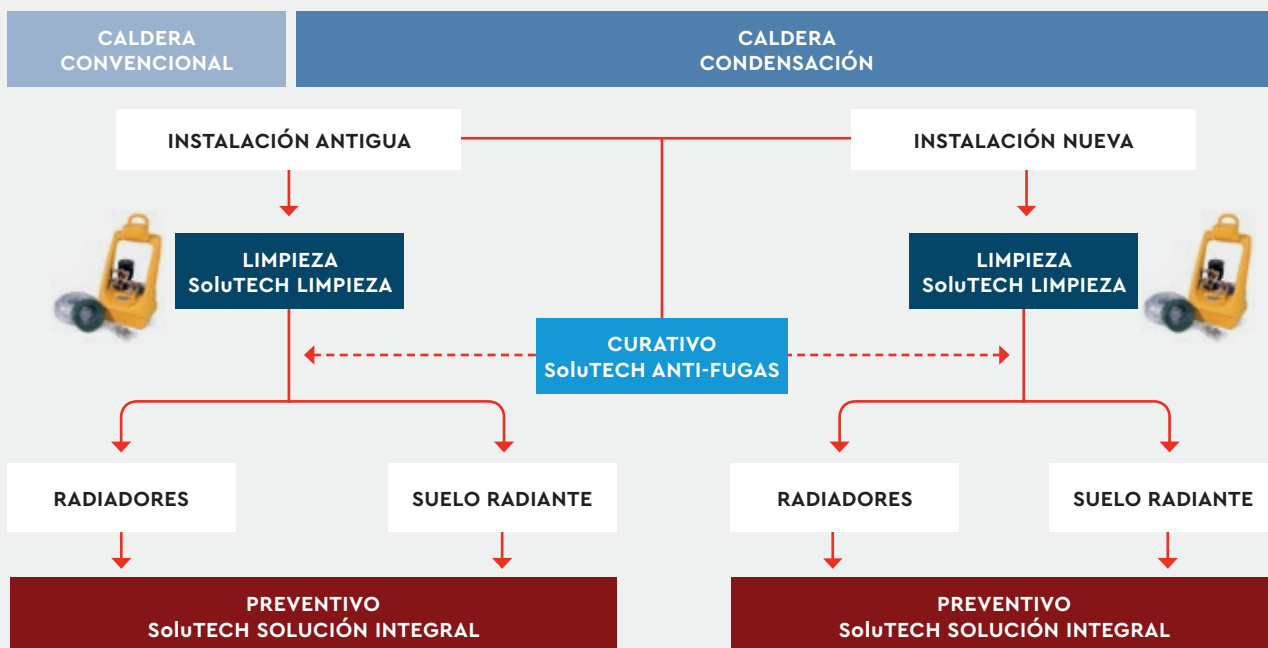 CALDERA
CONVENCIONAL
CALDERA
CONDENSACIÓN
INSTALACIÓN ANTIGUA
INSTALACIÓN NUEVA
LIMPIEZA
SoluTECH LIMPIEZA
LIMPIEZA
SoluTECH LIMPIEZA
CURATIVO
SoluTECH ANTI-FUGAS
RADIADORES
SUELO RADIANTE
RADIADORES
SUELO RADIANTE
PREVENTIVO
SoluTECH SOLUCIÓN INTEGRAL
PREVENTIVO
SoluTECH SOLUCIÓN INTEGRAL